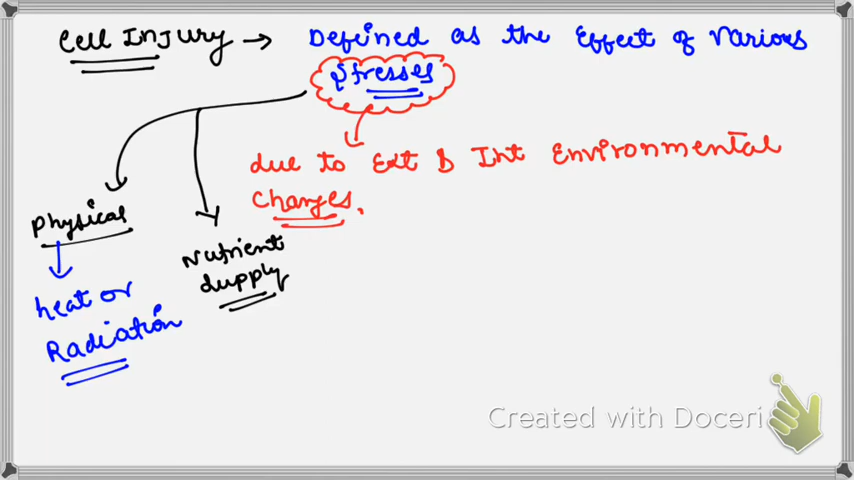 Cell Injury → Defined as the Effect of Various
Stresses
due to Ext & Int Environmental
Changes.
Physical
Nutrient
supply
heat or
Radiation
Created with Doceri